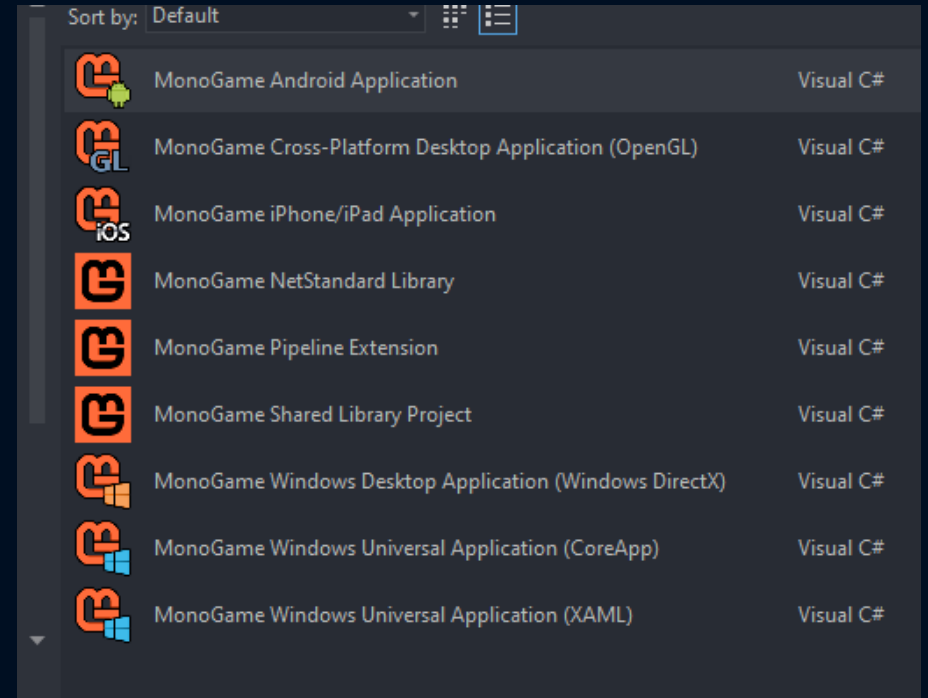 Sort by: Default
MonoGame Android Application Visual C#
GL MonoGame Cross-Platform Desktop Application (OpenGL) Visual C#
iOS MonoGame iPhone/iPad Application Visual C#
MonoGame NetStandard Library Visual C#
MonoGame Pipeline Extension Visual C#
MonoGame Shared Library Project Visual C#
MonoGame Windows Desktop Application (Windows DirectX) Visual C#
MonoGame Windows Universal Application (CoreApp) Visual C#
MonoGame Windows Universal Application (XAML) Visual C#